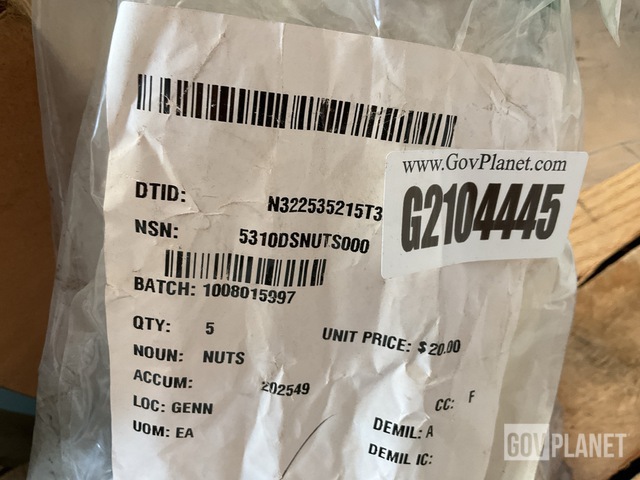 www.GovPlanet.com
G2104445
DTID: N322535215T3
NSN: 5310DSNUTS000
BATCH: 1008015997
QTY: 5
UNIT PRICE: $20.00
NOUN: NUTS
ACCUM: 202549
CC: F
LOC: GENN
DEMIL: A
UOM: EA
DEMIL IC:
GOVPLANET